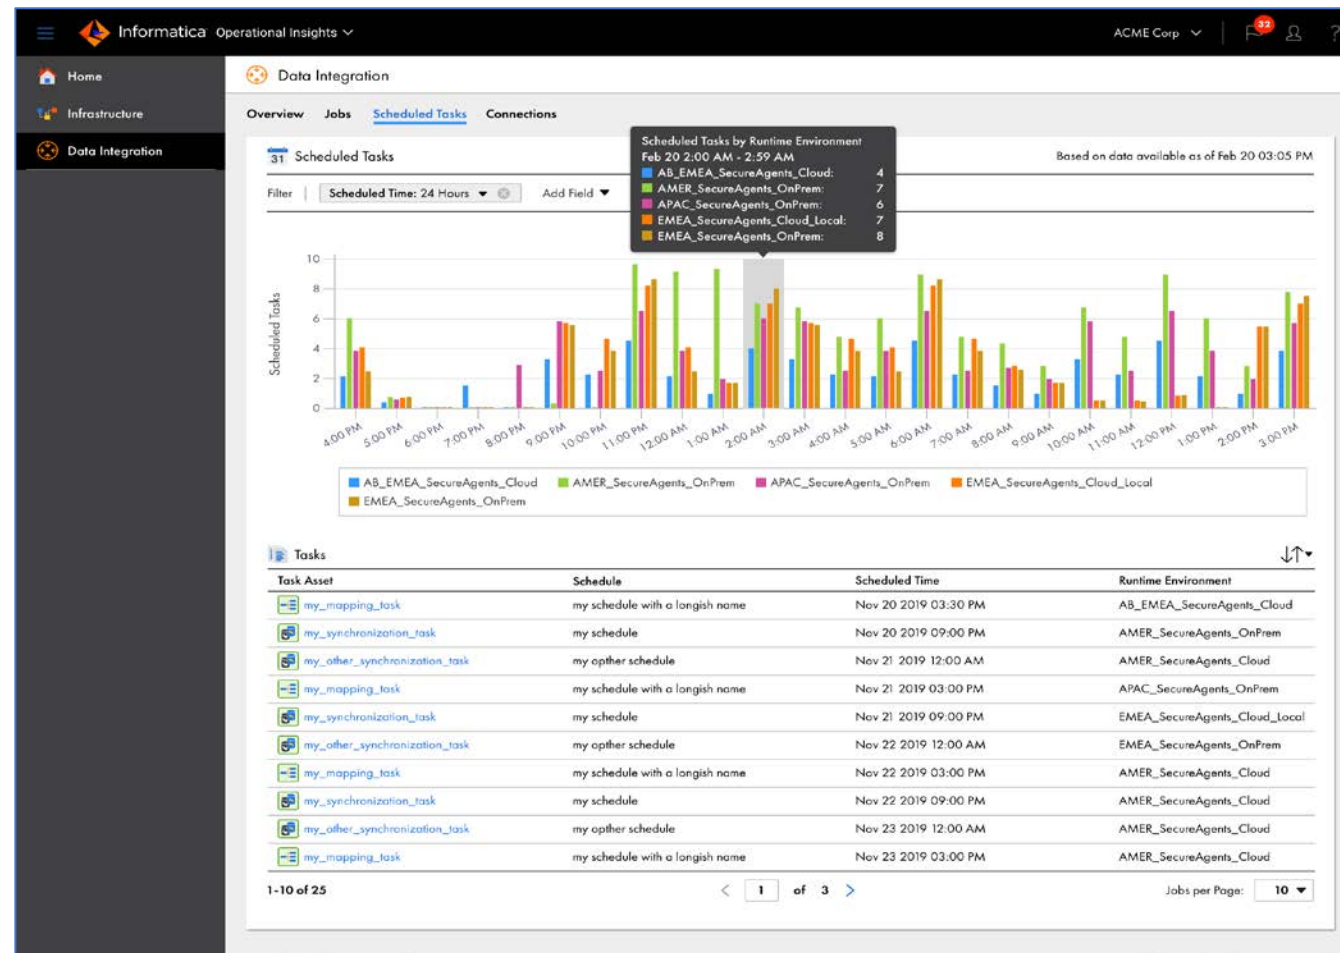 Informatica Operational Insights
ACME Corp
32
?
Home
Infrastructure
Data Integration
Data Integration
Overview Jobs Scheduled Tasks Connections
31 Scheduled Tasks
Based on data available as of Feb 20 03:05 PM
Filter Scheduled Time: 24 Hours Add Field
Scheduled Tasks by Runtime Environment
Feb 20 2:00 AM - 2:59 AM
AB_EMEA_SecureAgents_Cloud: 4
AMER_SecureAgents_OnPrem: 7
APAC_SecureAgents_OnPrem: 6
EMEA_SecureAgents_Cloud_Local: 7
EMEA_SecureAgents_OnPrem: 8
Scheduled Tasks
10
8
6
4
2
0
4:00 PM 5:00 PM 6:00 PM 7:00 PM 8:00 PM 9:00 PM 10:00 PM 11:00 PM 12:00 AM 1:00 AM 2:00 AM 3:00 AM 4:00 AM 5:00 AM 6:00 AM 7:00 AM 8:00 AM 9:00 AM 10:00 AM 11:00 AM 12:00 PM 1:00 PM 2:00 PM 3:00 PM
AB_EMEA_SecureAgents_Cloud AMER_SecureAgents_OnPrem APAC_SecureAgents_OnPrem EMEA_SecureAgents_Cloud_Local
EMEA_SecureAgents_OnPrem
Tasks
Task Asset Schedule Scheduled Time Runtime Environment
my_mapping_task my schedule with a longish name Nov 20 2019 03:30 PM AB_EMEA_SecureAgents_Cloud
my_synchronization_task my schedule Nov 20 2019 09:00 PM AMER_SecureAgents_OnPrem
my_other_synchronization_task my opther schedule Nov 21 2019 12:00 AM AMER_SecureAgents_Cloud
my_mapping_task my schedule with a longish name Nov 21 2019 03:00 PM APAC_SecureAgents_OnPrem
my_synchronization_task my schedule Nov 21 2019 09:00 PM EMEA_SecureAgents_Cloud_Local
my_other_synchronization_task my opther schedule Nov 22 2019 12:00 AM EMEA_SecureAgents_OnPrem
my_mapping_task my schedule with a longish name Nov 22 2019 03:00 PM AMER_SecureAgents_Cloud
my_synchronization_task my schedule Nov 22 2019 09:00 PM AMER_SecureAgents_Cloud
my_other_synchronization_task my opther schedule Nov 23 2019 12:00 AM AMER_SecureAgents_Cloud
my_mapping_task my schedule with a longish name Nov 23 2019 03:00 PM AMER_SecureAgents_Cloud
1-10 of 25 < 1 of 3 > Jobs per Page: 10